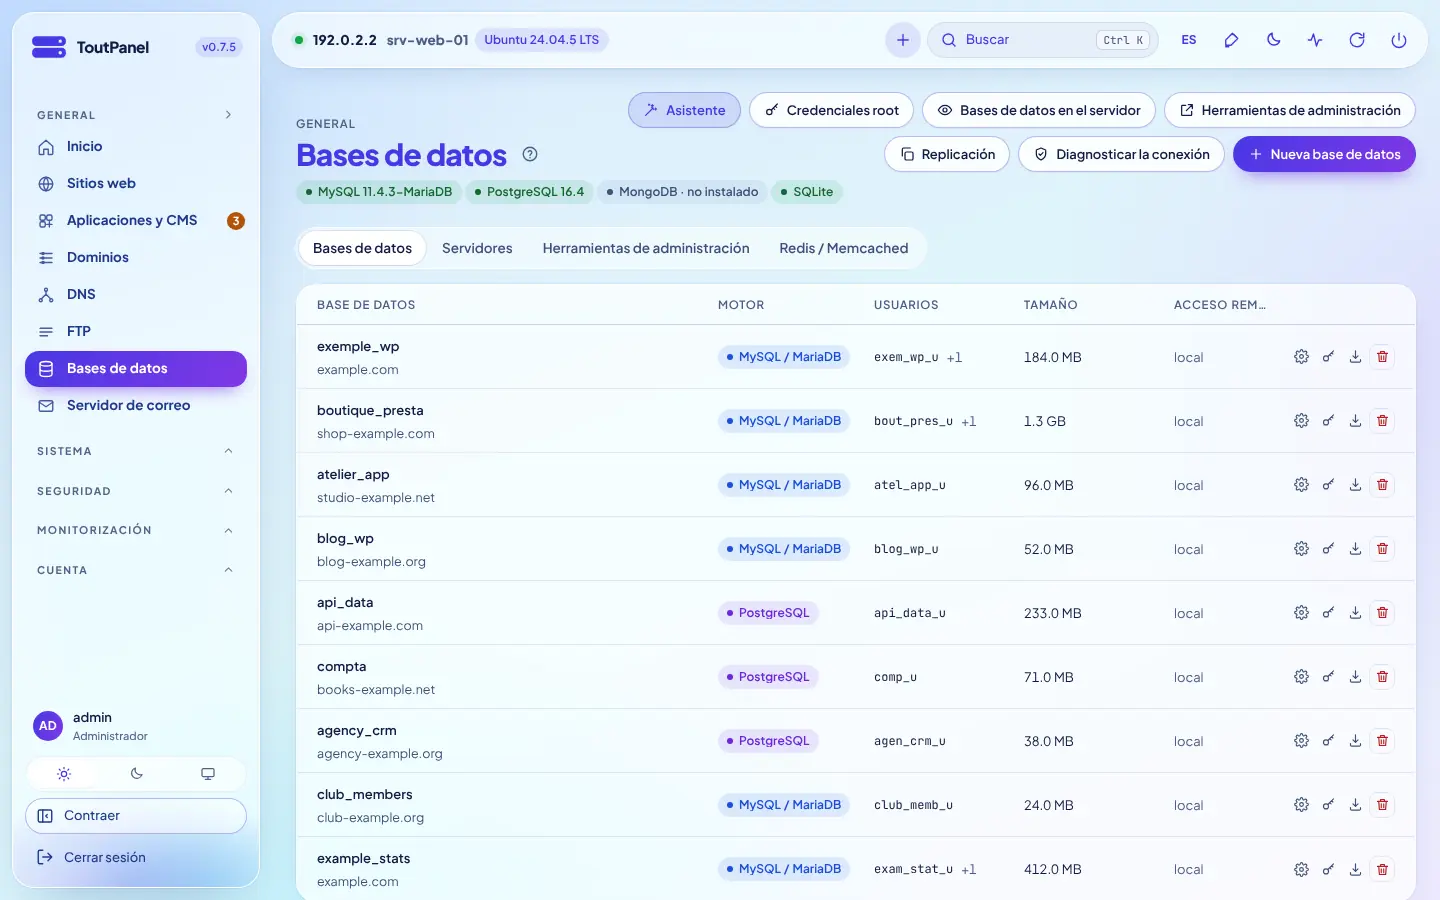 ToutPanel
v0.7.5
GENERAL
Inicio
Sitios web
Aplicaciones y CMS
3
Dominios
DNS
FTP
Bases de datos
Servidor de correo
SISTEMA
SEGURIDAD
MONITORIZACIÓN
CUENTA
AD
admin
Administrador
Contraer
Cerrar sesión
192.0.2.2 srv-web-01 Ubuntu 24.04.5 LTS
Buscar Ctrl K
ES
GENERAL
Bases de datos
?
Asistente
Credenciales root
Bases de datos en el servidor
Herramientas de administración
Replicación
Diagnosticar la conexión
Nueva base de datos
MySQL 11.4.3-MariaDB
PostgreSQL 16.4
MongoDB · no instalado
SQLite
Bases de datos
Servidores
Herramientas de administración
Redis / Memcached
BASE DE DATOS MOTOR USUARIOS TAMAÑO ACCESO REM…
exemple_wp
example.com
MySQL / MariaDB exem_wp_u +1 184.0 MB local
boutique_presta
shop-example.com
MySQL / MariaDB bout_pres_u +1 1.3 GB local
atelier_app
studio-example.net
MySQL / MariaDB atel_app_u 96.0 MB local
blog_wp
blog-example.org
MySQL / MariaDB blog_wp_u 52.0 MB local
api_data
api-example.com
PostgreSQL api_data_u 233.0 MB local
compta
books-example.net
PostgreSQL comp_u 71.0 MB local
agency_crm
agency-example.org
PostgreSQL agen_crm_u 38.0 MB local
club_members
club-example.org
MySQL / MariaDB club_memb_u 24.0 MB local
example_stats
example.com
MySQL / MariaDB exam_stat_u +1 412.0 MB local